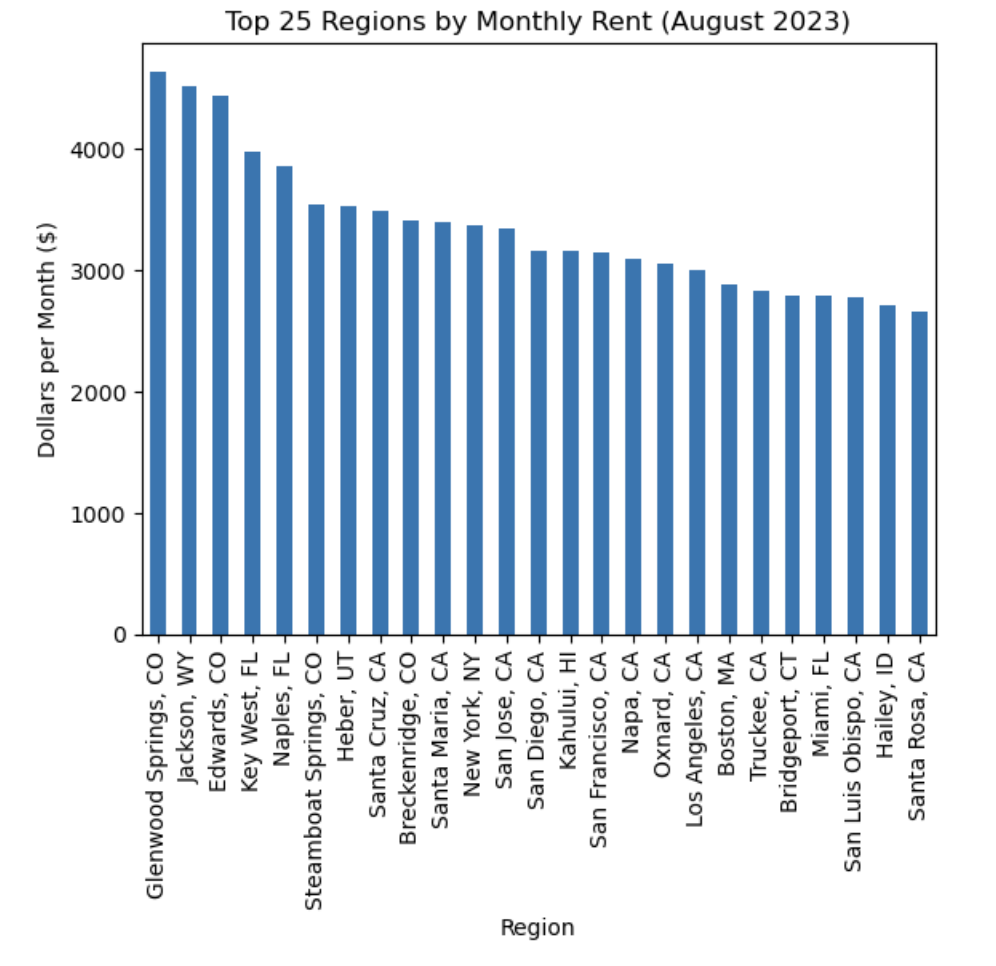 Top 25 Regions by Monthly Rent (August 2023)
Dollars per Month ($)
4000
3000
2000
1000
0
Glenwood Springs, CO
Jackson, WY
Edwards, CO
Key West, FL
Naples, FL
Steamboat Springs, CO
Heber, UT
Santa Cruz, CA
Breckenridge, CO
Santa Maria, CA
New York, NY
San Jose, CA
San Diego, CA
Kahului, HI
San Francisco, CA
Napa, CA
Oxnard, CA
Los Angeles, CA
Boston, MA
Truckee, CA
Bridgeport, CT
Miami, FL
San Luis Obispo, CA
Hailey, ID
Santa Rosa, CA
Region